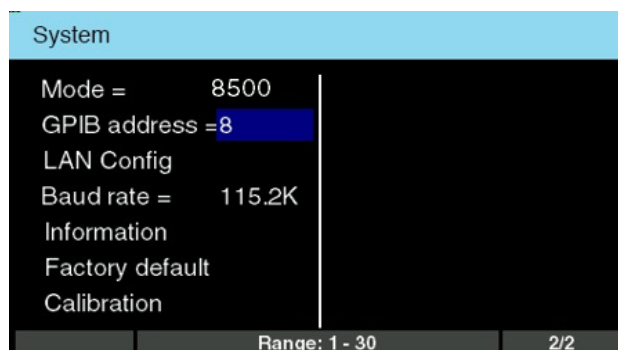 System
Mode = 8500
GPIB address =8
LAN Config
Baud rate = 115.2K
Information
Factory default
Calibration
Range: 1 - 30 2/2